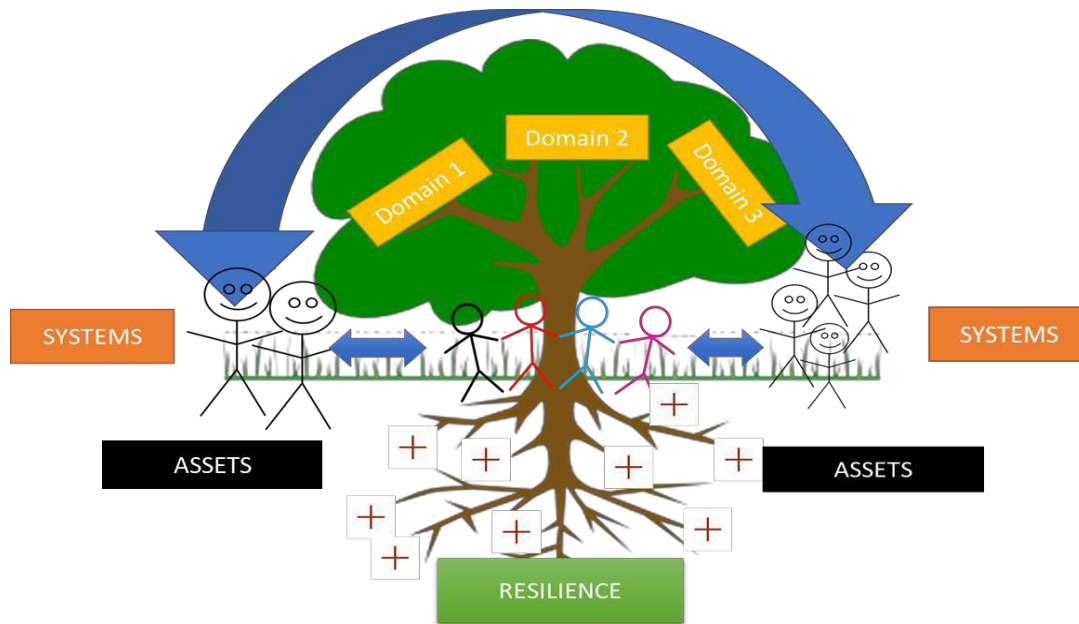 Domain 1
Domain 2
Domain 3
SYSTEMS
SYSTEMS
ASSETS
ASSETS
RESILIENCE